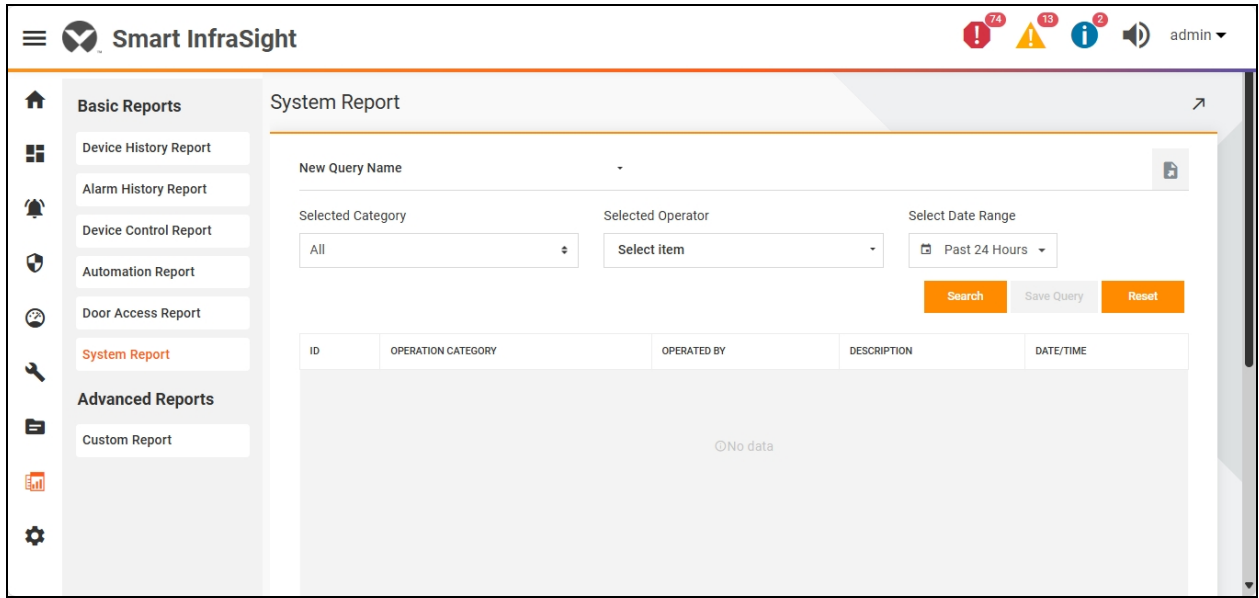 Smart InfraSight
74
13
2
admin
Basic Reports
Device History Report
Alarm History Report
Device Control Report
Automation Report
Door Access Report
System Report
Advanced Reports
Custom Report
System Report
New Query Name
Selected Category
Selected Operator
Select Date Range
All
Select item
Past 24 Hours
Search
Save Query
Reset
ID
OPERATION CATEGORY
OPERATED BY
DESCRIPTION
DATE/TIME
No data